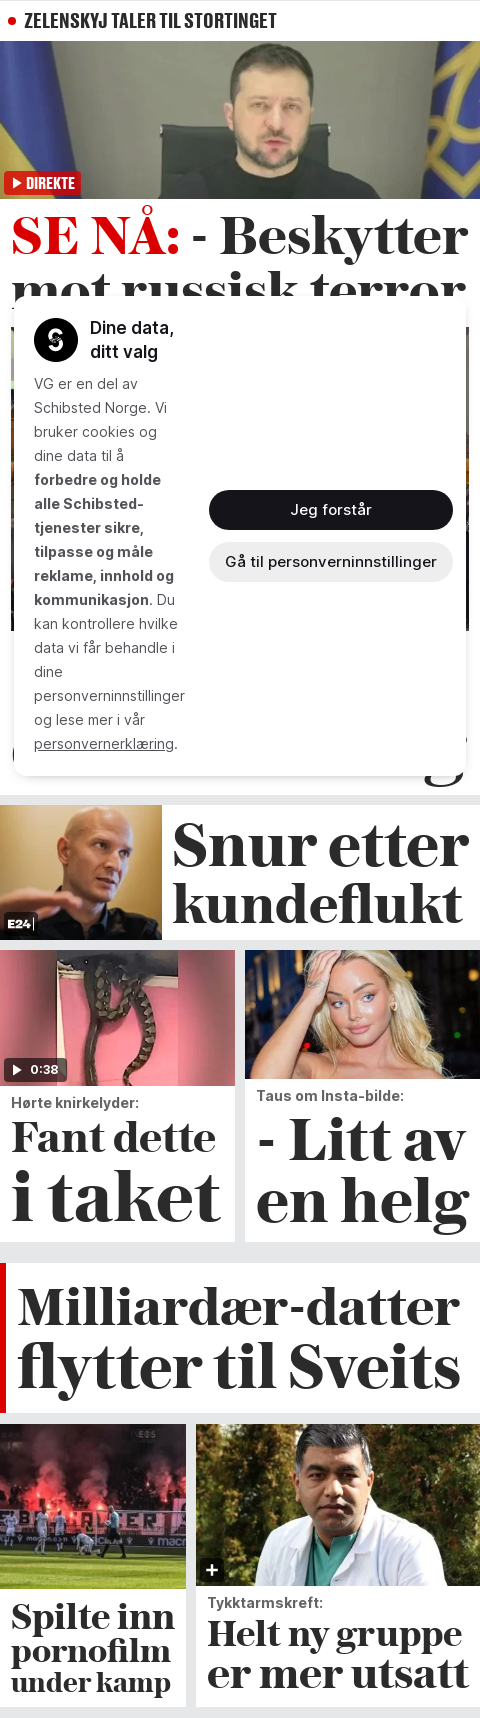 ZELENSKYJ TALER TIL STORTINGET
DIREKTE
SE NÅ: - Beskytter
mot russisk terror
Dine data,
ditt valg
VG er en del av
Schibsted Norge. Vi
bruker cookies og
dine data til å
forbedre og holde
alle Schibsted-
tjenester sikre,
tilpasse og måle
reklame, innhold og
kommunikasjon. Du
kan kontrollere hvilke
data vi får behandle i
dine
personverninnstillinger
og lese mer i vår
personvernerklæring.
Jeg forstår
Gå til personverninnstillinger
Snur etter
kundeflukt
E24
0:38
Hørte knirkelyder:
Fant dette
i taket
Taus om Insta-bilde:
- Litt av
en helg
Milliardær-datter
flytter til Sveits
Spilte inn
pornofilm
under kamp
Tykktarmskreft:
Helt ny gruppe
er mer utsatt